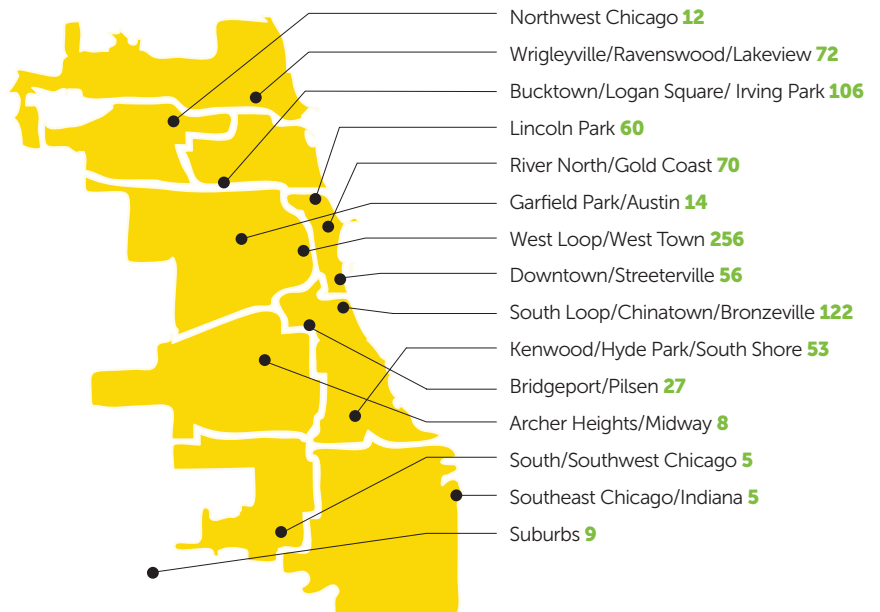 Northwest Chicago 12
Wrigleyville/Ravenswood/Lakeview 72
Bucktown/Logan Square/ Irving Park 106
Lincoln Park 60
River North/Gold Coast 70
Garfield Park/Austin 14
West Loop/West Town 256
Downtown/Streeterville 56
South Loop/Chinatown/Bronzeville 122
Kenwood/Hyde Park/South Shore 53
Bridgeport/Pilsen 27
Archer Heights/Midway 8
South/Southwest Chicago 5
Southeast Chicago/Indiana 5
Suburbs 9